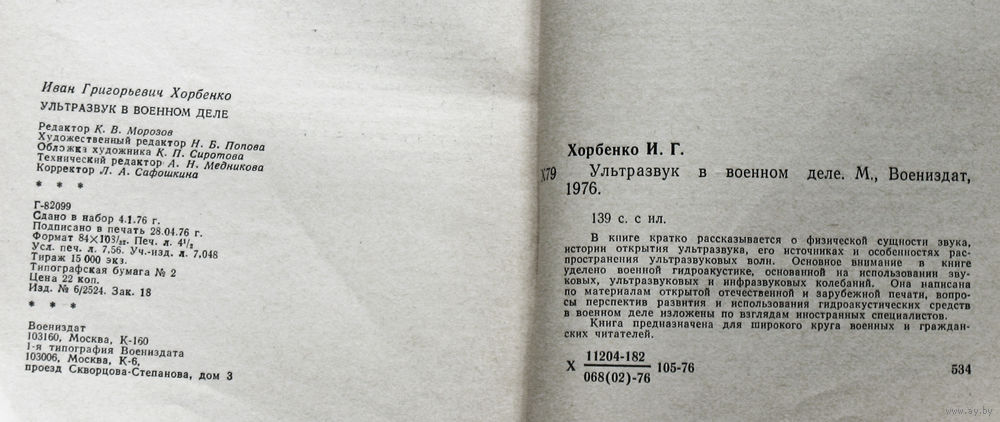 Иван Григорьевич Хорбенко
УЛЬТРАЗВУК В ВОЕННОМ ДЕЛЕ
Редактор К. В. Морозов
Художественный редактор Н. Б. Попова
Обложка художника К. П. Сиротова
Технический редактор А. Н. Медникова
Корректор Л. А. Сафошкина
* * *
Г-82099
Сдано в набор 4.1.76 г.
Подписано в печать 28.04.76 г.
Формат 84×108/32. Печ. л. 4 1/2
Усл. печ. л. 7,56. Уч.-изд. л. 7,048
Тираж 15 000 экз.
Типографская бумага № 2
Цена 22 коп.
Изд. № 6/2524. Зак. 18
* * *
Воениздат
103160, Москва, К-160
1-я типография Воениздата
103006, Москва, К-6,
проезд Скворцова-Степанова, дом 3
Хорбенко И. Г.
Х79 Ультразвук в военном деле. М., Воениздат,
1976.
139 с. с ил.
В книге кратко рассказывается о физической сущности звука,
истории открытия ультразвука, его источниках и особенностях рас-
пространения ультразвуковых волн. Основное внимание в книге
уделено военной гидроакустике, основанной на использовании зву-
ковых, ультразвуковых и инфразвуковых колебаний. Она написана
по материалам открытой отечественной и зарубежной печати, вопро-
сы перспектив развития и использования гидроакустических средств
в военном деле изложены по взглядам иностранных специалистов.
Книга предназначена для широкого круга военных и граждан-
ских читателей.
Х 11204-182 / 068(02)-76 105-76 534
www.ay.by